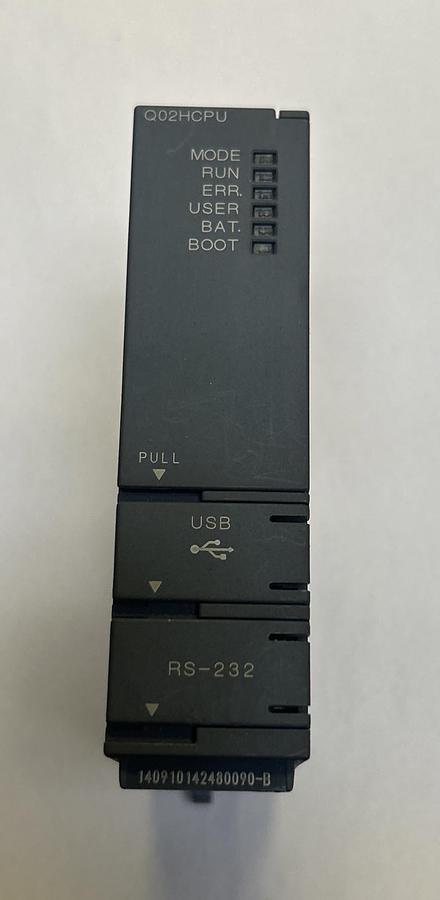 Q02HCPU
MODE
RUN
ERR.
USER
BAT.
BOOT
PULL
USB
RS-232
140910142480090-B